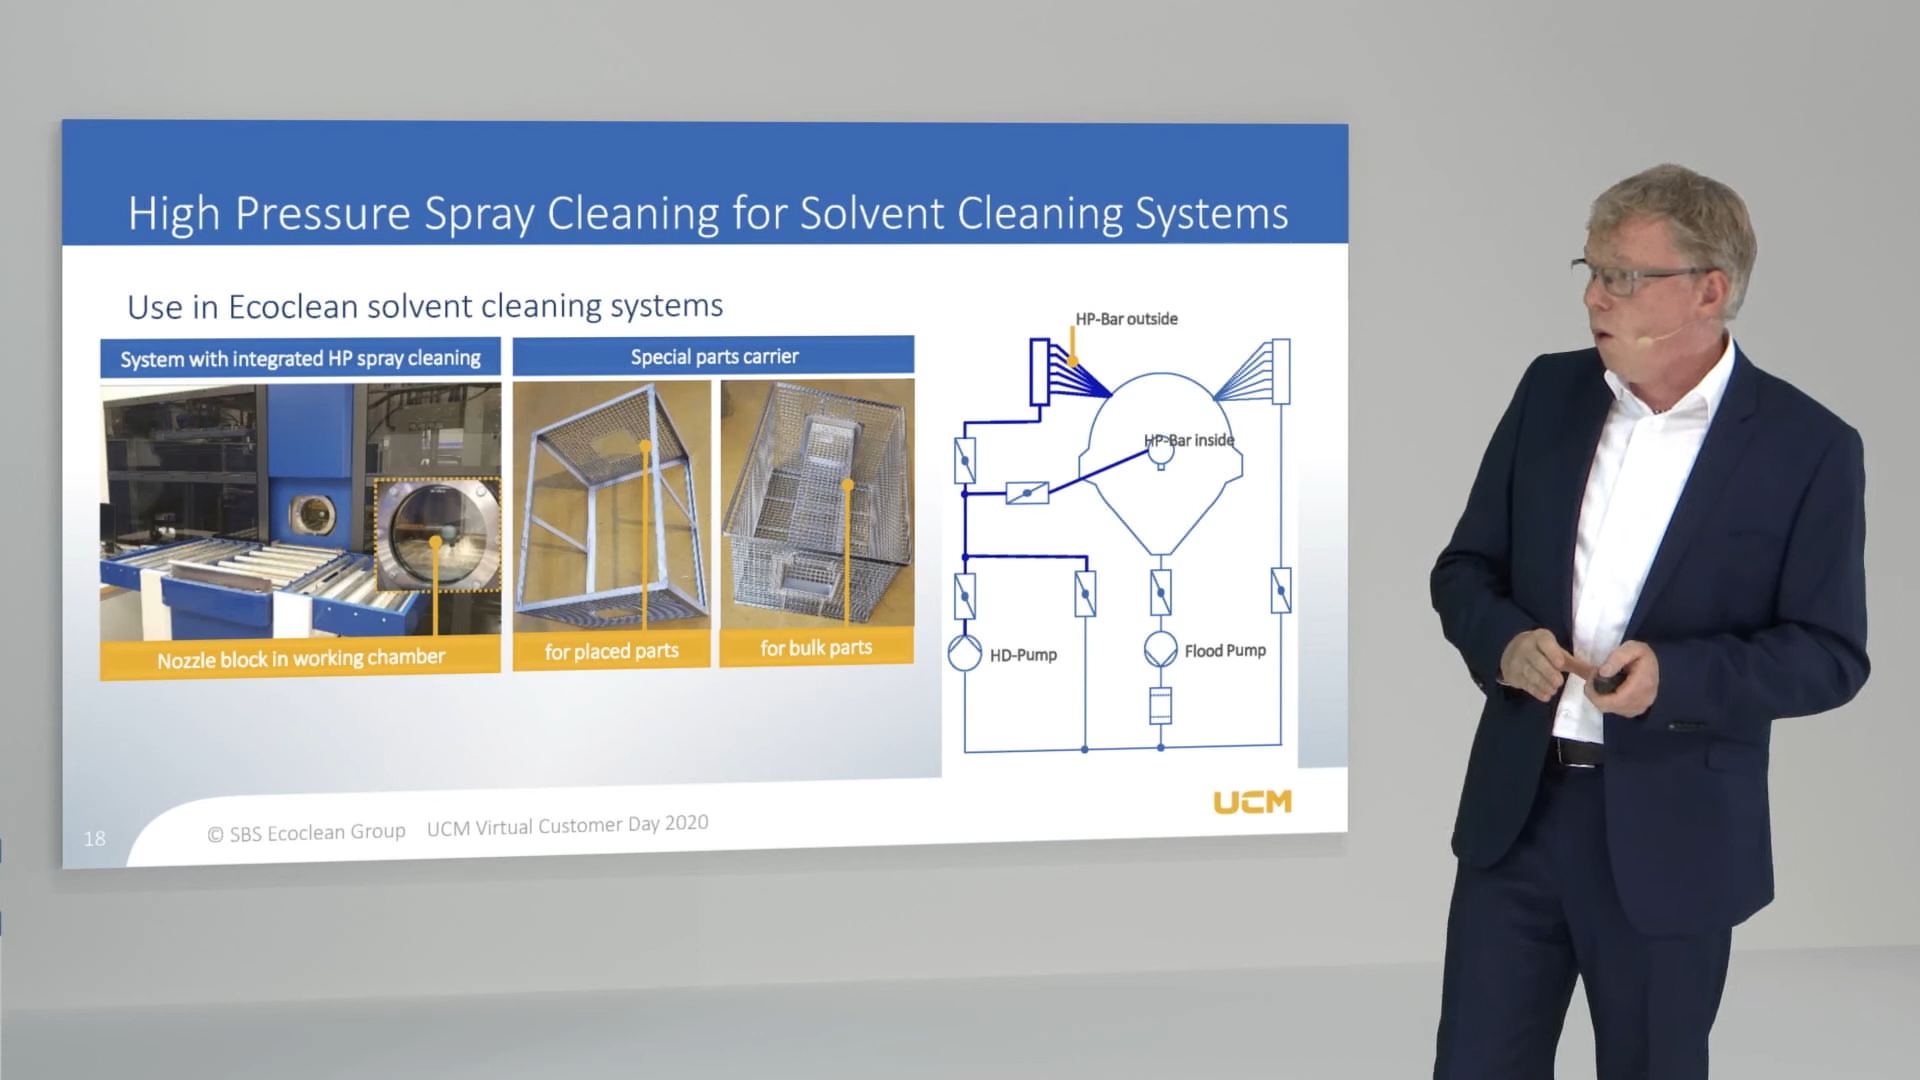 High Pressure Spray Cleaning for Solvent Cleaning Systems
Use in Ecoclean solvent cleaning systems
System with integrated HP spray cleaning
Special parts carrier
Nozzle block in working chamber
for placed parts
for bulk parts
HP-Bar outside
HP-Bar inside
HD-Pump
Flood Pump
UCM
18
© SBS Ecoclean Group UCM Virtual Customer Day 2020